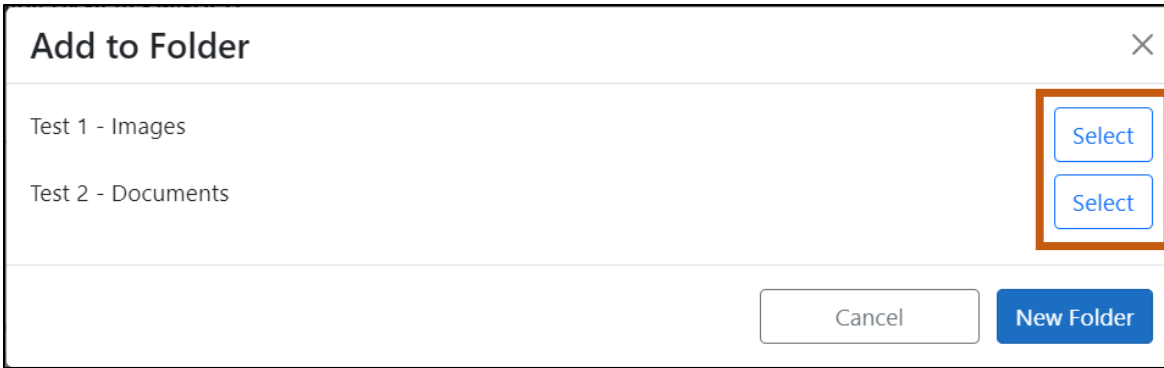 Add to Folder
Test 1 - Images
Select
Test 2 - Documents
Select
Cancel
New Folder